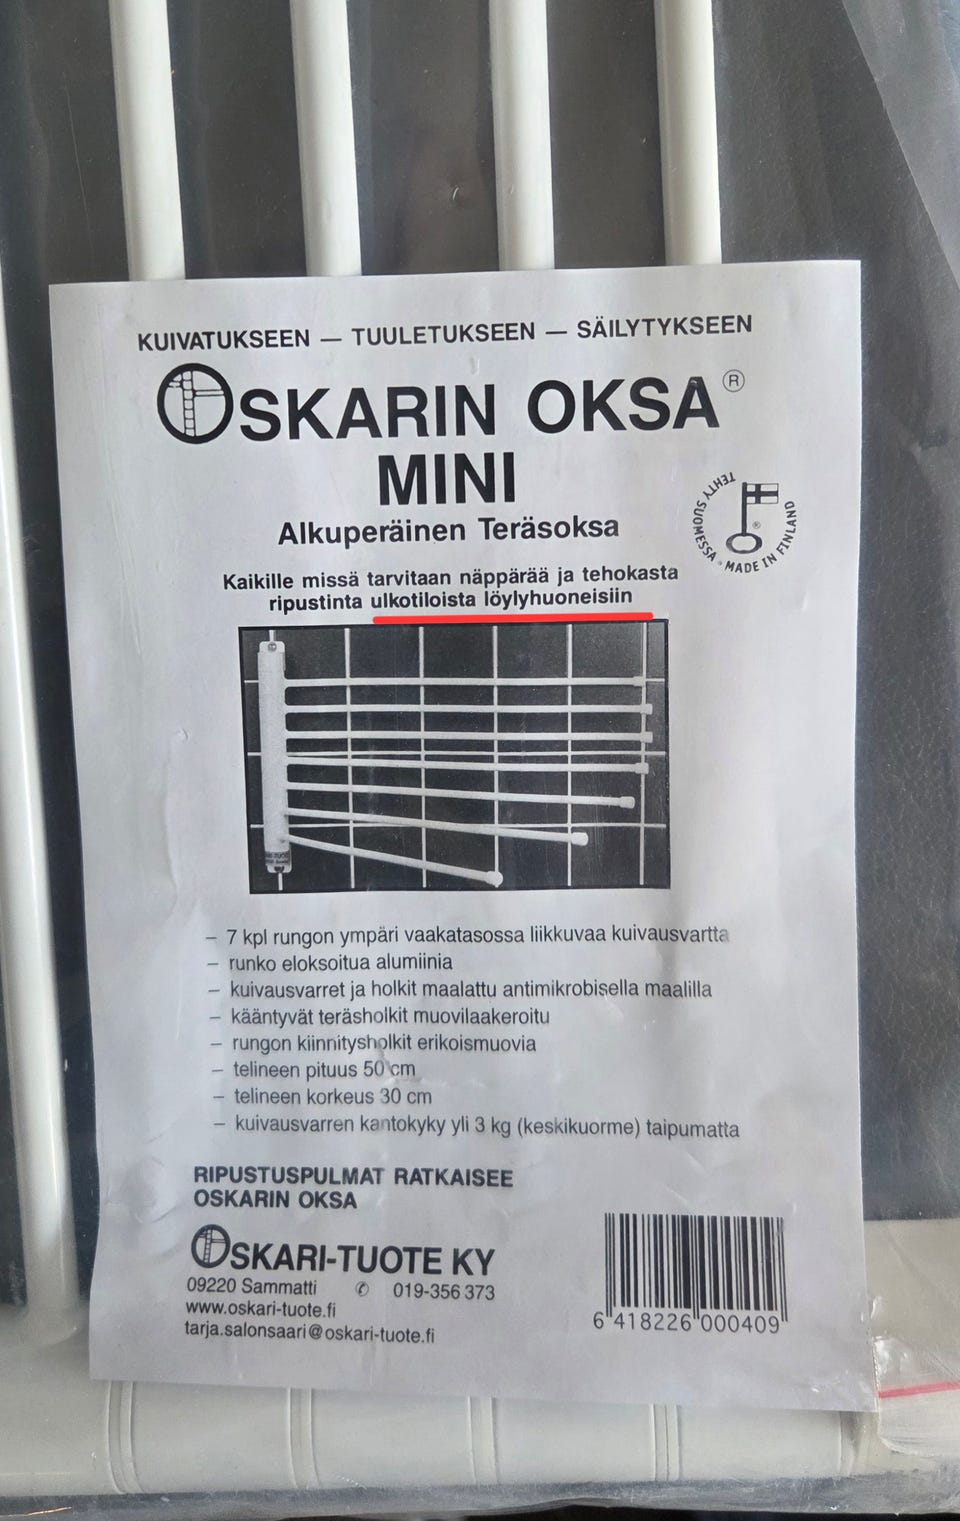 KUIVATUKSEEN — TUULETUKSEEN — SÄILYTYKSEEN
OSKARIN OKSA®
MINI
Alkuperäinen Teräsoksa
TEHTY SUOMESSA • MADE IN FINLAND
®
Kaikille missä tarvitaan näppärää ja tehokasta
ripustinta ulkotiloista löylyhuoneisiin
– 7 kpl rungon ympäri vaakatasossa liikkuvaa kuivausvartta
– runko eloksoitua alumiinia
– kuivausvarret ja holkit maalattu antimikrobisella maalilla
– kääntyvät teräsholkit muovilaakeroitu
– rungon kiinnitysholkit erikoismuovia
– telineen pituus 50 cm
– telineen korkeus 30 cm
– kuivausvarren kantokyky yli 3 kg (keskikuorme) taipumatta
RIPUSTUSPULMAT RATKAISEE
OSKARIN OKSA
OSKARI-TUOTE KY
09220 Sammatti ✆ 019-356 373
www.oskari-tuote.fi
tarja.salonsaari@oskari-tuote.fi
6 418226 000409